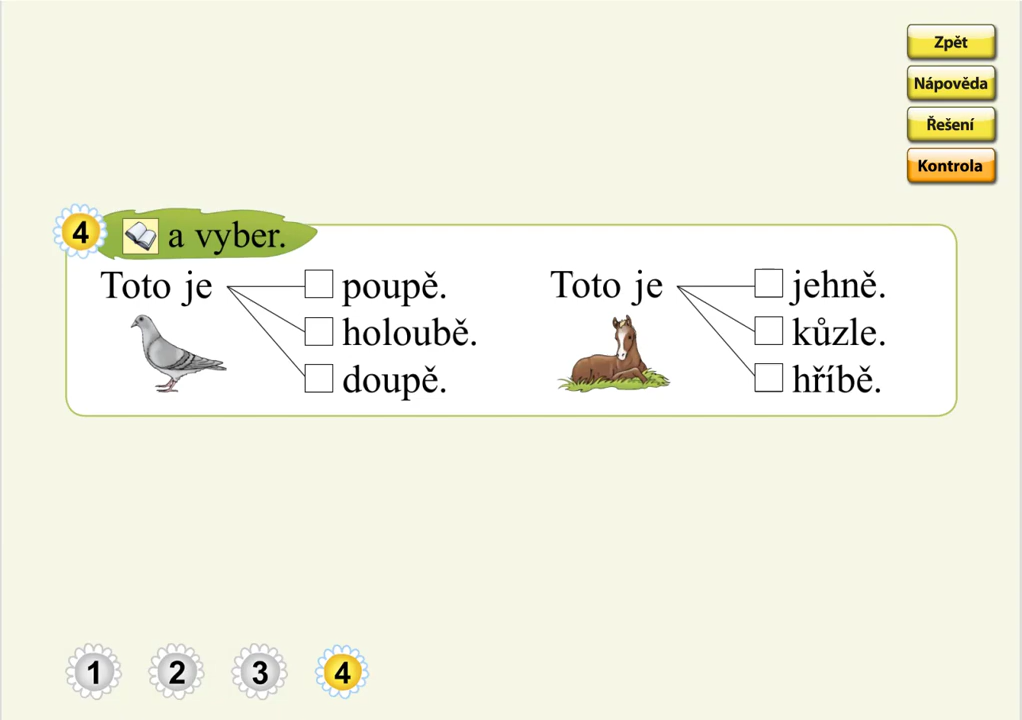 Zpět
Nápověda
Řešení
Kontrola
4 a vyber.
Toto je
poupě.
holoubě.
doupě.
Toto je
jehně.
kůzle.
hříbě.
1 2 3 4